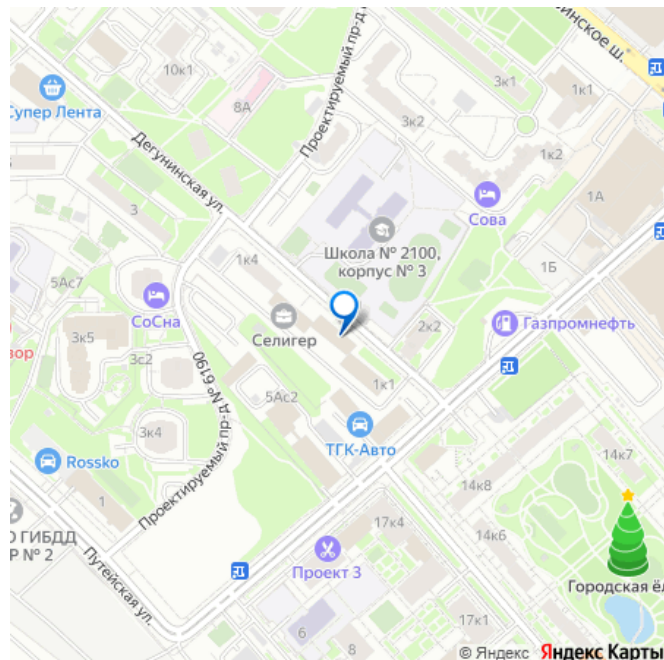 10к1
Супер Лента
8А
Проектируемый пр-д
инское ш.
3к1
3к2
1к2
3
Дегунинская ул.
1А
Сова
Школа № 2100,
корпус № 3
1Б
5Ас7
1к4
СоСна
Селигер
Газпромнефть
2к2
3к5
вор
3с2
Проектируемый пр-д № 6190
5Ас2
1к1
3к4
ТГК-Авто
Rossko
14к7
1
14к8
О ГИБДД
Р № 2
17к4
14к6
Путейская ул.
Проект 3
Городская ёл
6
8
17к1
© Яндекс Яндекс Карты